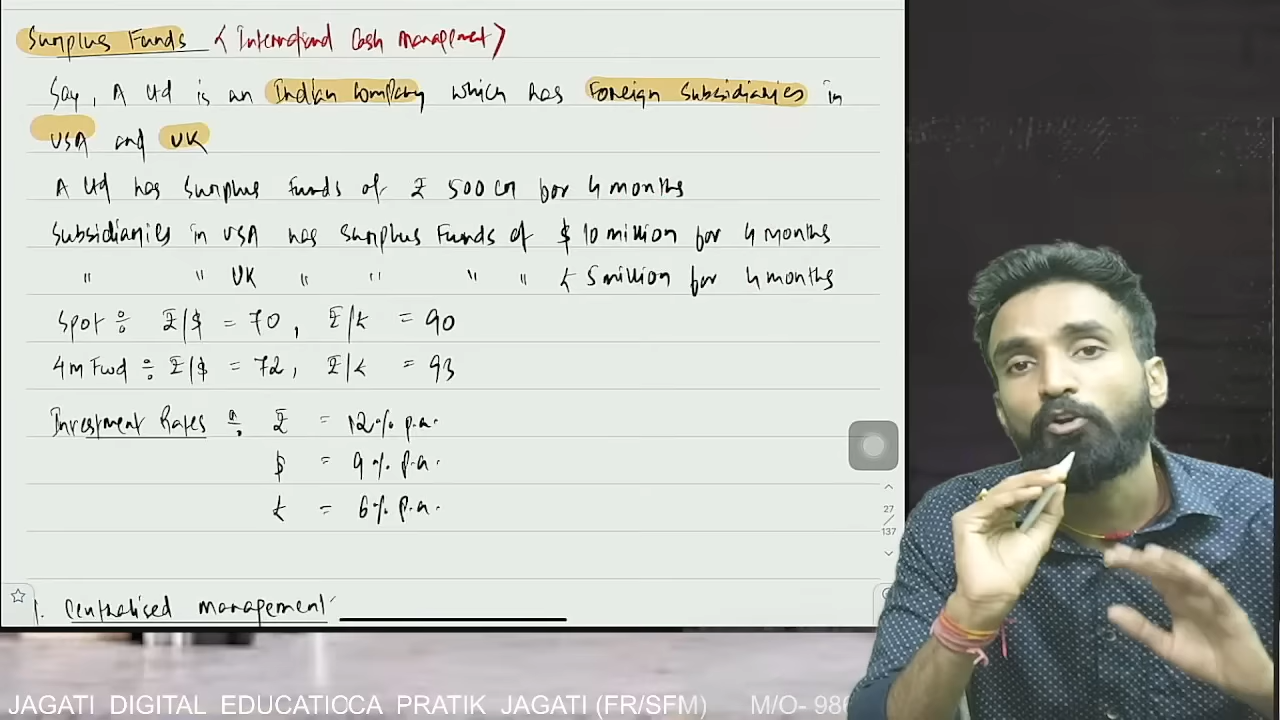 Surplus Funds < International Cash Management >
Say, A Ltd is an Indian Company which has Foreign Subsidiaries in
USA and UK
A Ltd has Surplus Funds of ₹ 500 cr for 4 months
Subsidiaries in USA has Surplus Funds of $ 10 million for 4 months
" " UK " " " " £ 5 million for 4 months
Spot : ₹/$ = 70, ₹/£ = 90
4m Fwd : ₹/$ = 72, ₹/£ = 93
Investment Rates : ₹ = 12% p.a.
$ = 9% p.a.
£ = 6% p.a.
27
/
137
1. Centralised management
JAGATI DIGITAL EDUCATICCA PRATIK JAGATI (FR/SFM) M/O- 98